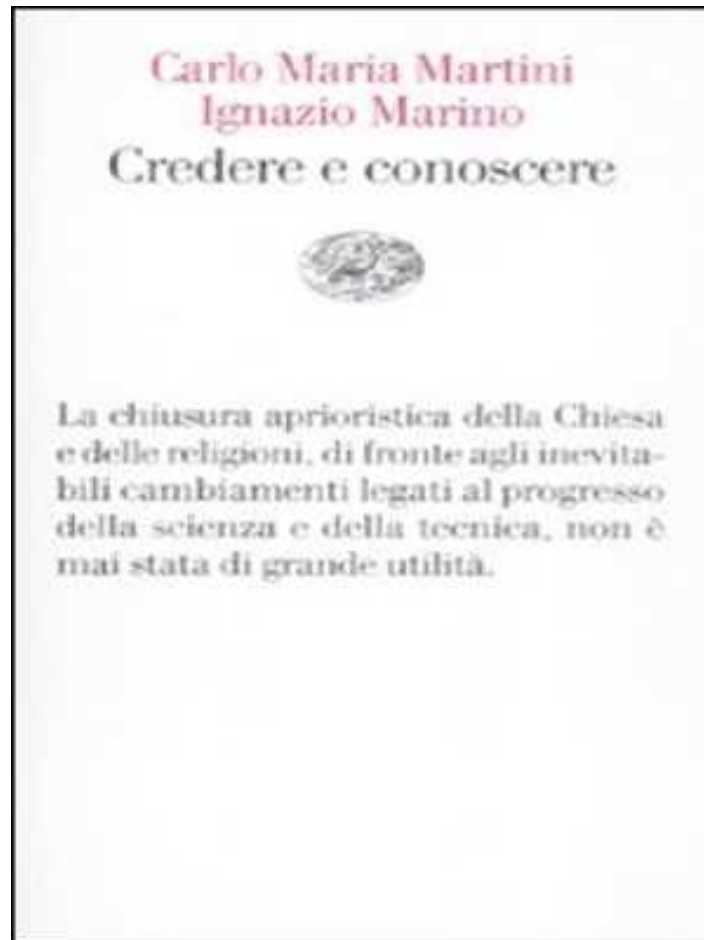 Carlo Maria Martini
Ignazio Marino
Credere e conoscere
La chiusura aprioristica della Chiesa
e delle religioni, di fronte agli inevita-
bili cambiamenti legati al progresso
della scienza e della tecnica, non è
mai stata di grande utilità.